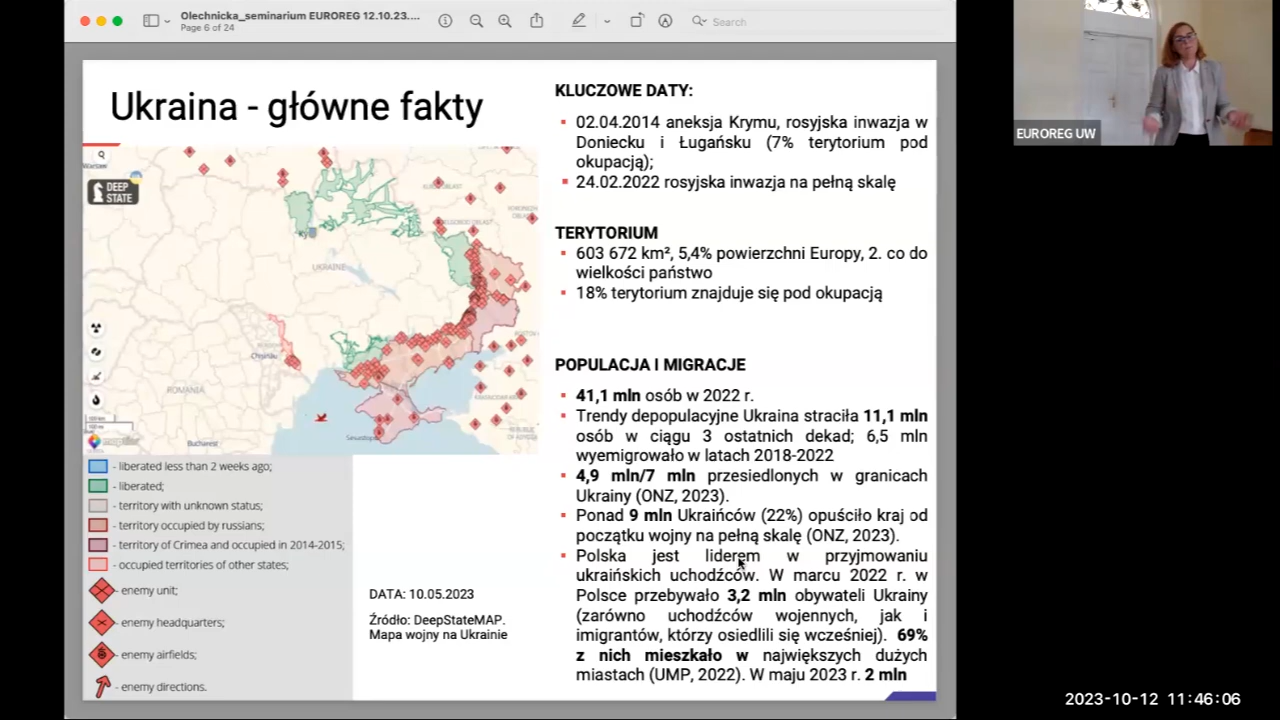 Olechnicka_seminarium EUROREG 12.10.23....
Page 6 of 24
Search
EUROREG UW
Ukraina - główne fakty
Warsaw
DEEP
STATE
UKRAINE
Chișinău
ROMANIA
Bucharest
Sevastopol
- liberated less than 2 weeks ago;
- liberated;
- territory with unknown status;
- territory occupied by russians;
- territory of Crimea and occupied in 2014-2015;
- occupied territories of other states;
- enemy unit;
- enemy headquarters;
- enemy airfields;
- enemy directions.
DATA: 10.05.2023
Źródło: DeepStateMAP.
Mapa wojny na Ukrainie
KLUCZOWE DATY:
02.04.2014 aneksja Krymu, rosyjska inwazja w
Doniecku i Ługańsku (7% terytorium pod
okupacją);
24.02.2022 rosyjska inwazja na pełną skalę
TERYTORIUM
603 672 km², 5,4% powierzchni Europy, 2. co do
wielkości państwo
18% terytorium znajduje się pod okupacją
POPULACJA I MIGRACJE
41,1 mln osób w 2022 r.
Trendy depopulacyjne Ukraina straciła 11,1 mln
osób w ciągu 3 ostatnich dekad; 6,5 mln
wyemigrowało w latach 2018-2022
4,9 mln/7 mln przesiedlonych w granicach
Ukrainy (ONZ, 2023).
Ponad 9 mln Ukraińców (22%) opuściło kraj od
początku wojny na pełną skalę (ONZ, 2023).
Polska jest liderem w przyjmowaniu
ukraińskich uchodźców. W marcu 2022 r. w
Polsce przebywało 3,2 mln obywateli Ukrainy
(zarówno uchodźców wojennych, jak i
imigrantów, którzy osiedlili się wcześniej). 69%
z nich mieszkało w największych dużych
miastach (UMP, 2022). W maju 2023 r. 2 mln
2023-10-12 11:46:06